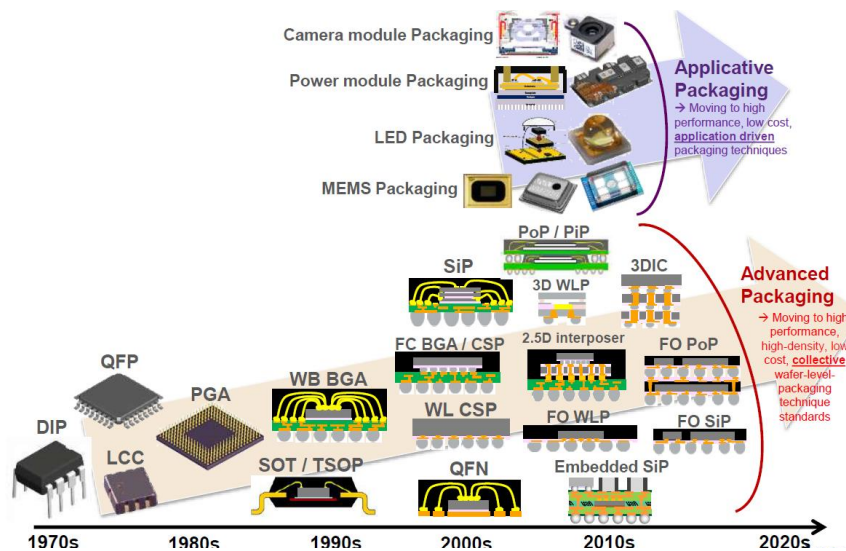 Camera module Packaging
Power module Packaging
LED Packaging
MEMS Packaging
Applicative
Packaging
→ Moving to high
performance, low cost,
application driven
packaging techniques
PoP / PiP
SiP
3D WLP
3DIC
Advanced
Packaging
→ Moving to high
performance,
high-density, low
cost, collective
wafer-level-
packaging
technique
standards
QFP
PGA
WB BGA
FC BGA / CSP
2.5D interposer
FO PoP
DIP
LCC
WL CSP
FO WLP
FO SiP
SOT / TSOP
QFN
Embedded SiP
1970s
1980s
1990s
2000s
2010s
2020s